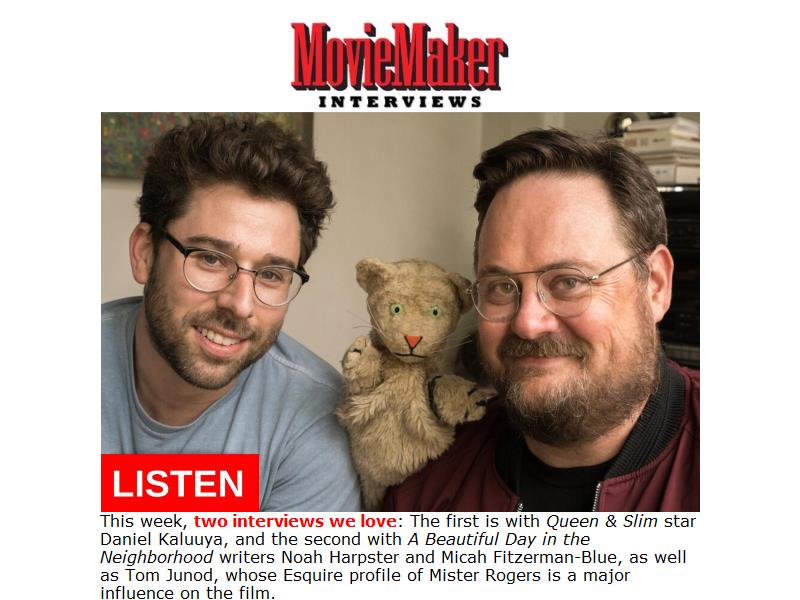 MovieMaker
INTERVIEWS
LISTEN
This week, two interviews we love: The first is with Queen & Slim star
Daniel Kaluuya, and the second with A Beautiful Day in the
Neighborhood writers Noah Harpster and Micah Fitzerman-Blue, as well
as Tom Junod, whose Esquire profile of Mister Rogers is a major
influence on the film.